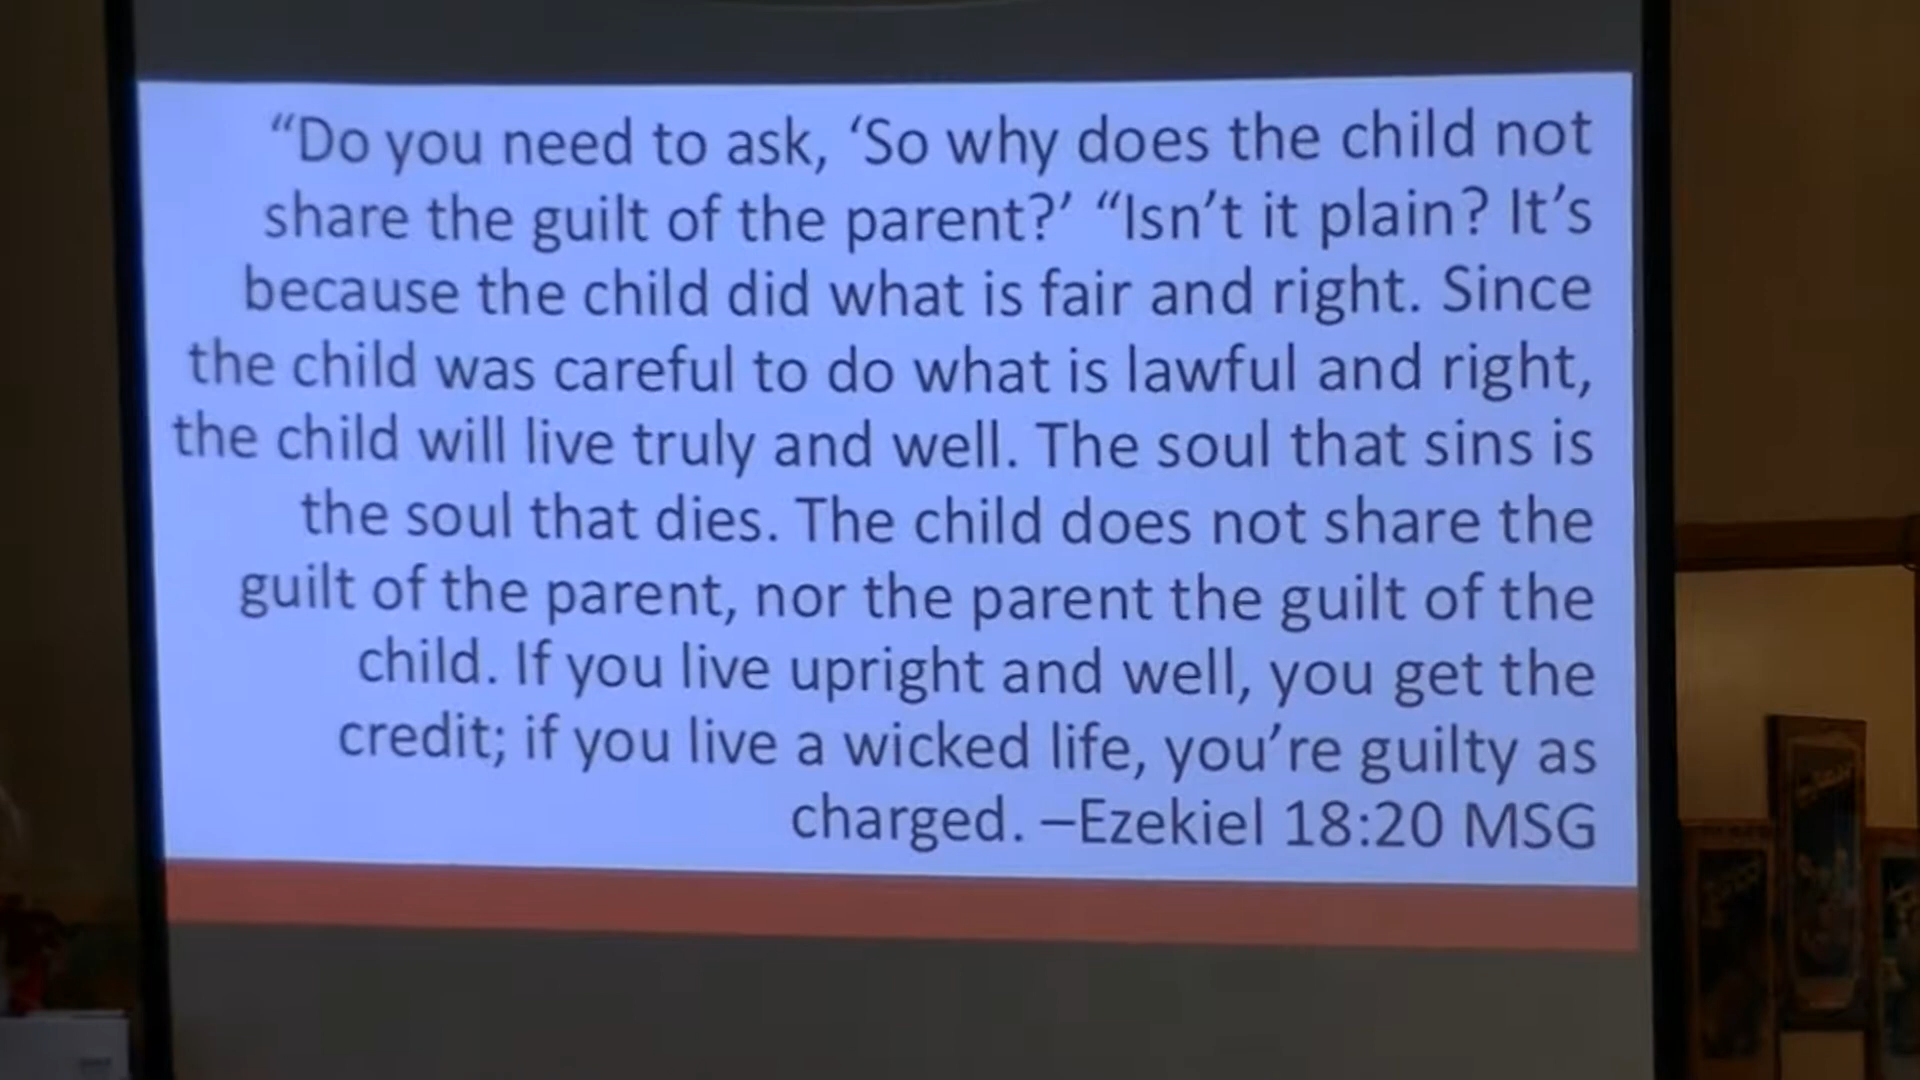 “Do you need to ask, ‘So why does the child not
share the guilt of the parent?’ “Isn’t it plain? It’s
because the child did what is fair and right. Since
the child was careful to do what is lawful and right,
the child will live truly and well. The soul that sins is
the soul that dies. The child does not share the
guilt of the parent, nor the parent the guilt of the
child. If you live upright and well, you get the
credit; if you live a wicked life, you’re guilty as
charged. –Ezekiel 18:20 MSG